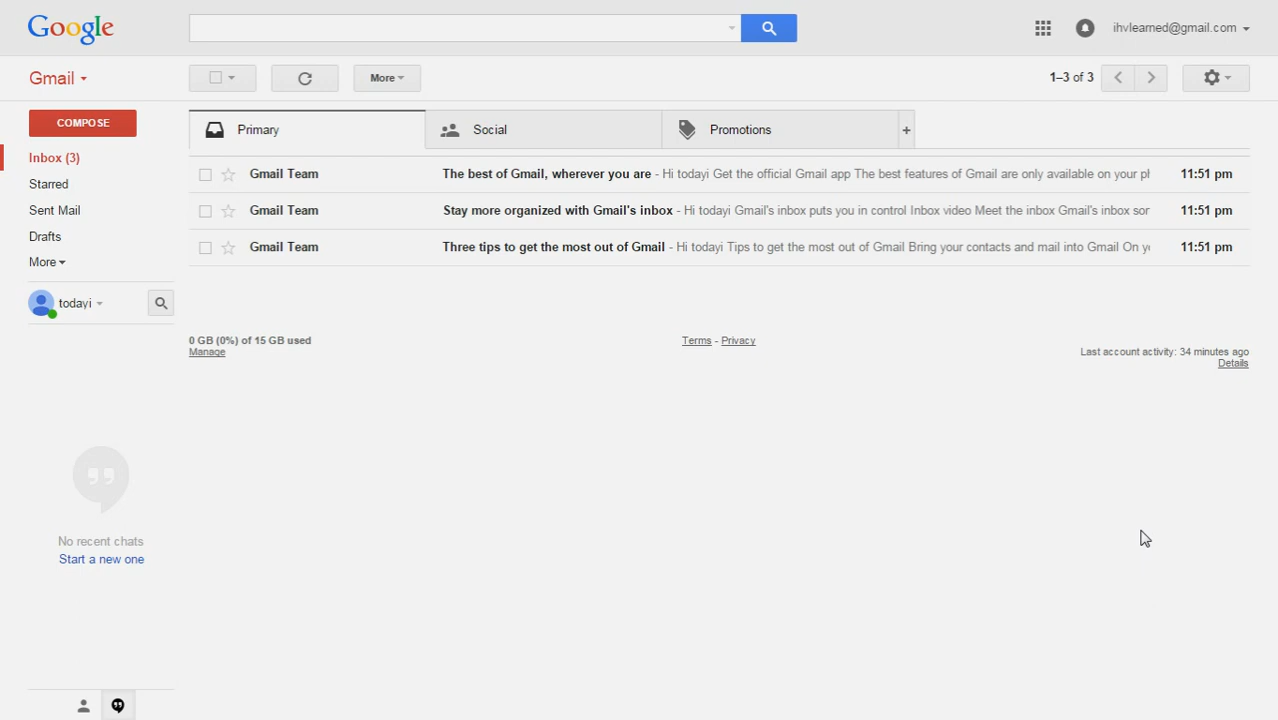 Google
ihvlearned@gmail.com
Gmail
More
1–3 of 3
COMPOSE
Primary
Social
Promotions
+
Inbox (3)
Starred
Sent Mail
Drafts
More
Gmail Team The best of Gmail, wherever you are - Hi todayi Get the official Gmail app The best features of Gmail are only available on your ph 11:51 pm
Gmail Team Stay more organized with Gmail's inbox - Hi todayi Gmail's inbox puts you in control Inbox video Meet the inbox Gmail's inbox sor 11:51 pm
Gmail Team Three tips to get the most out of Gmail - Hi todayi Tips to get the most out of Gmail Bring your contacts and mail into Gmail On yo 11:51 pm
todayi
0 GB (0%) of 15 GB used
Manage
Terms - Privacy
Last account activity: 34 minutes ago
Details
No recent chats
Start a new one